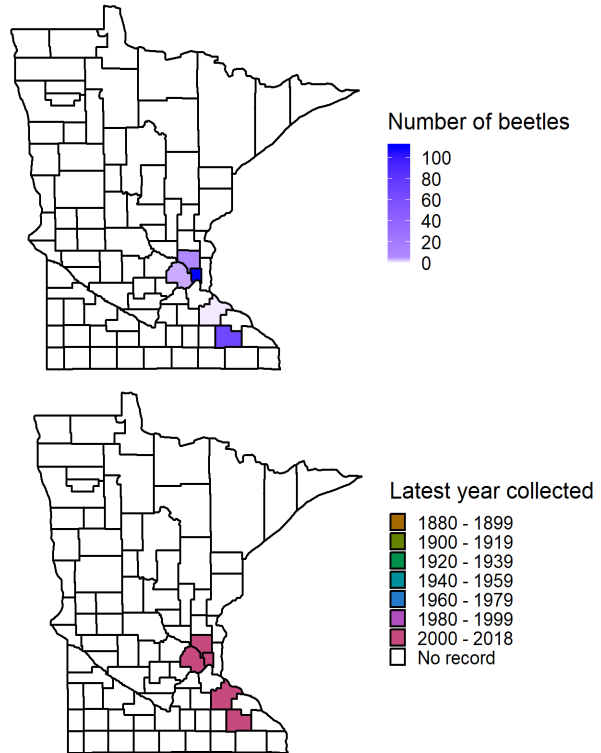 Number of beetles
100
80
60
40
20
0
Latest year collected
1880 - 1899
1900 - 1919
1920 - 1939
1940 - 1959
1960 - 1979
1980 - 1999
2000 - 2018
No record